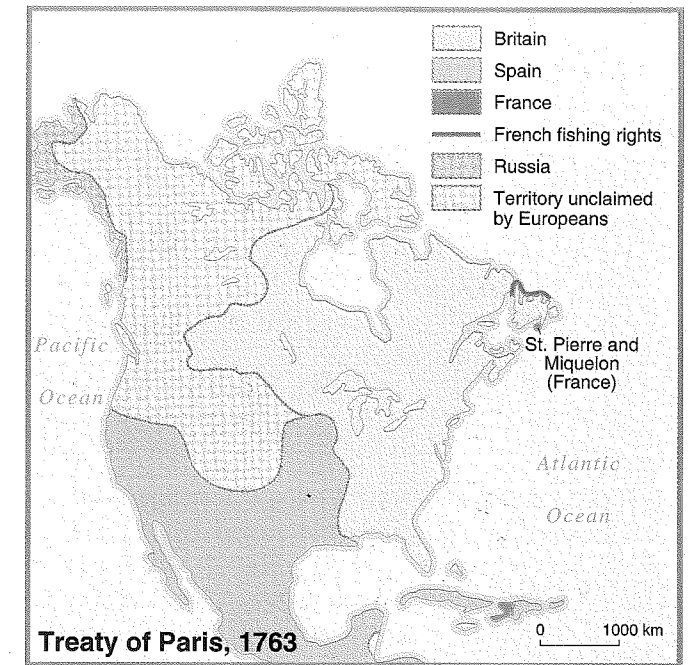 Britain
Spain
France
French fishing rights
Russia
Territory unclaimed
by Europeans
St. Pierre and
Miquelon
(France)
Pacific
Ocean
Atlantic
Ocean
Treaty of Paris, 1763
0 1000 km